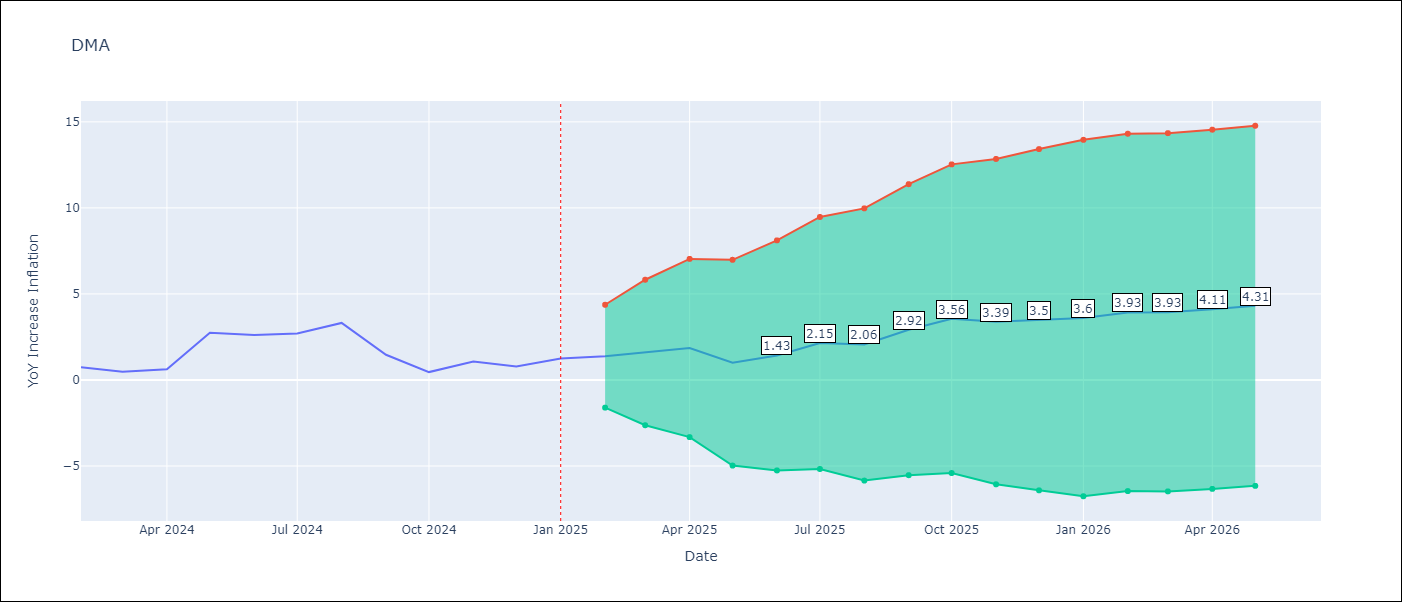 DMA
YoY Increase Inflation
15
10
5
0
−5
1.43
2.15
2.06
2.92
3.56
3.39
3.5
3.6
3.93
3.93
4.11
4.31
Apr 2024
Jul 2024
Oct 2024
Jan 2025
Apr 2025
Jul 2025
Oct 2025
Jan 2026
Apr 2026
Date